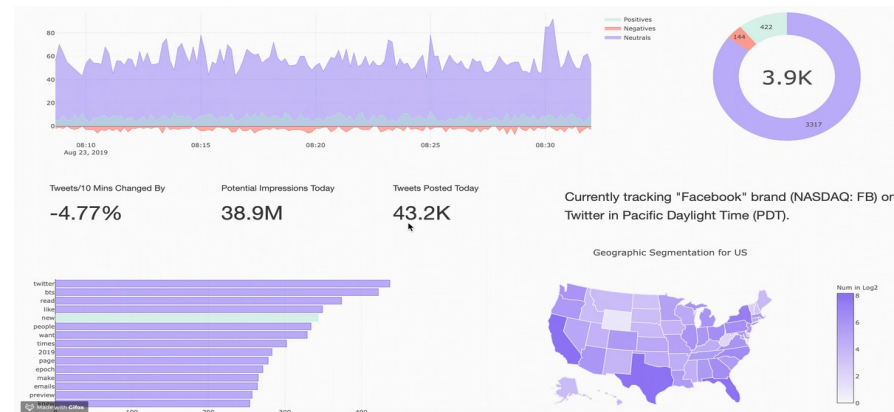 80
60
40
20
0
08:10
Aug 23, 2019
08:15
08:20
08:25
08:30
Positives
Negatives
Neutrals
422
144
3.9K
3317
Tweets/10 Mins Changed By
-4.77%
Potential Impressions Today
38.9M
Tweets Posted Today
43.2K
Currently tracking "Facebook" brand (NASDAQ: FB) on
Twitter in Pacific Daylight Time (PDT).
twitter
bts
read
like
new
people
want
times
2019
page
epoch
make
emails
preview
100
200
300
400
Made with Gifox
Geographic Segmentation for US
Num in Log2
8
6
4
2
0